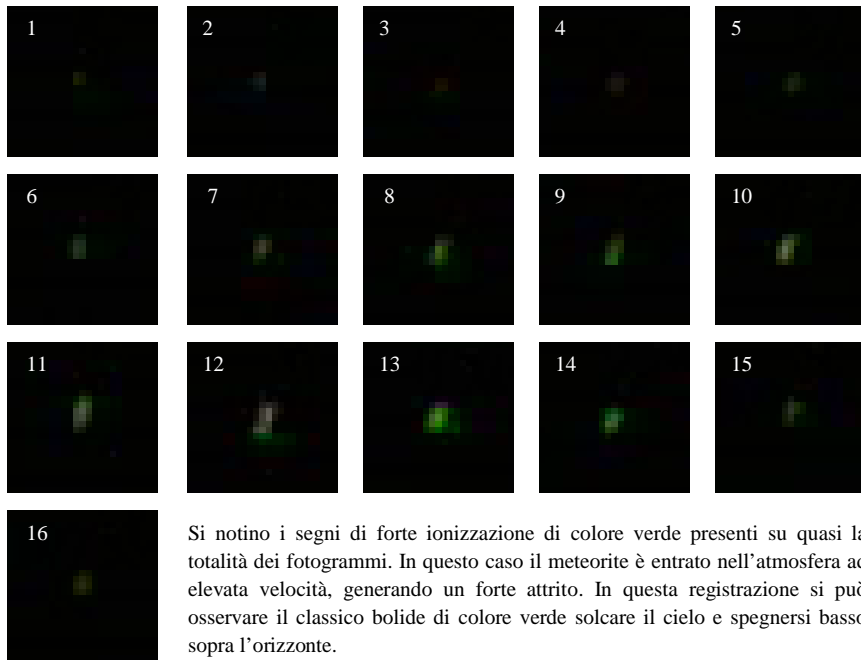 1 2 3 4 5
6 7 8 9 10
11 12 13 14 15
16
Si notino i segni di forte ionizzazione di colore verde presenti su quasi la
totalità dei fotogrammi. In questo caso il meteorite è entrato nell’atmosfera ad
elevata velocità, generando un forte attrito. In questa registrazione si può
osservare il classico bolide di colore verde solcare il cielo e spegnersi basso
sopra l’orizzonte.